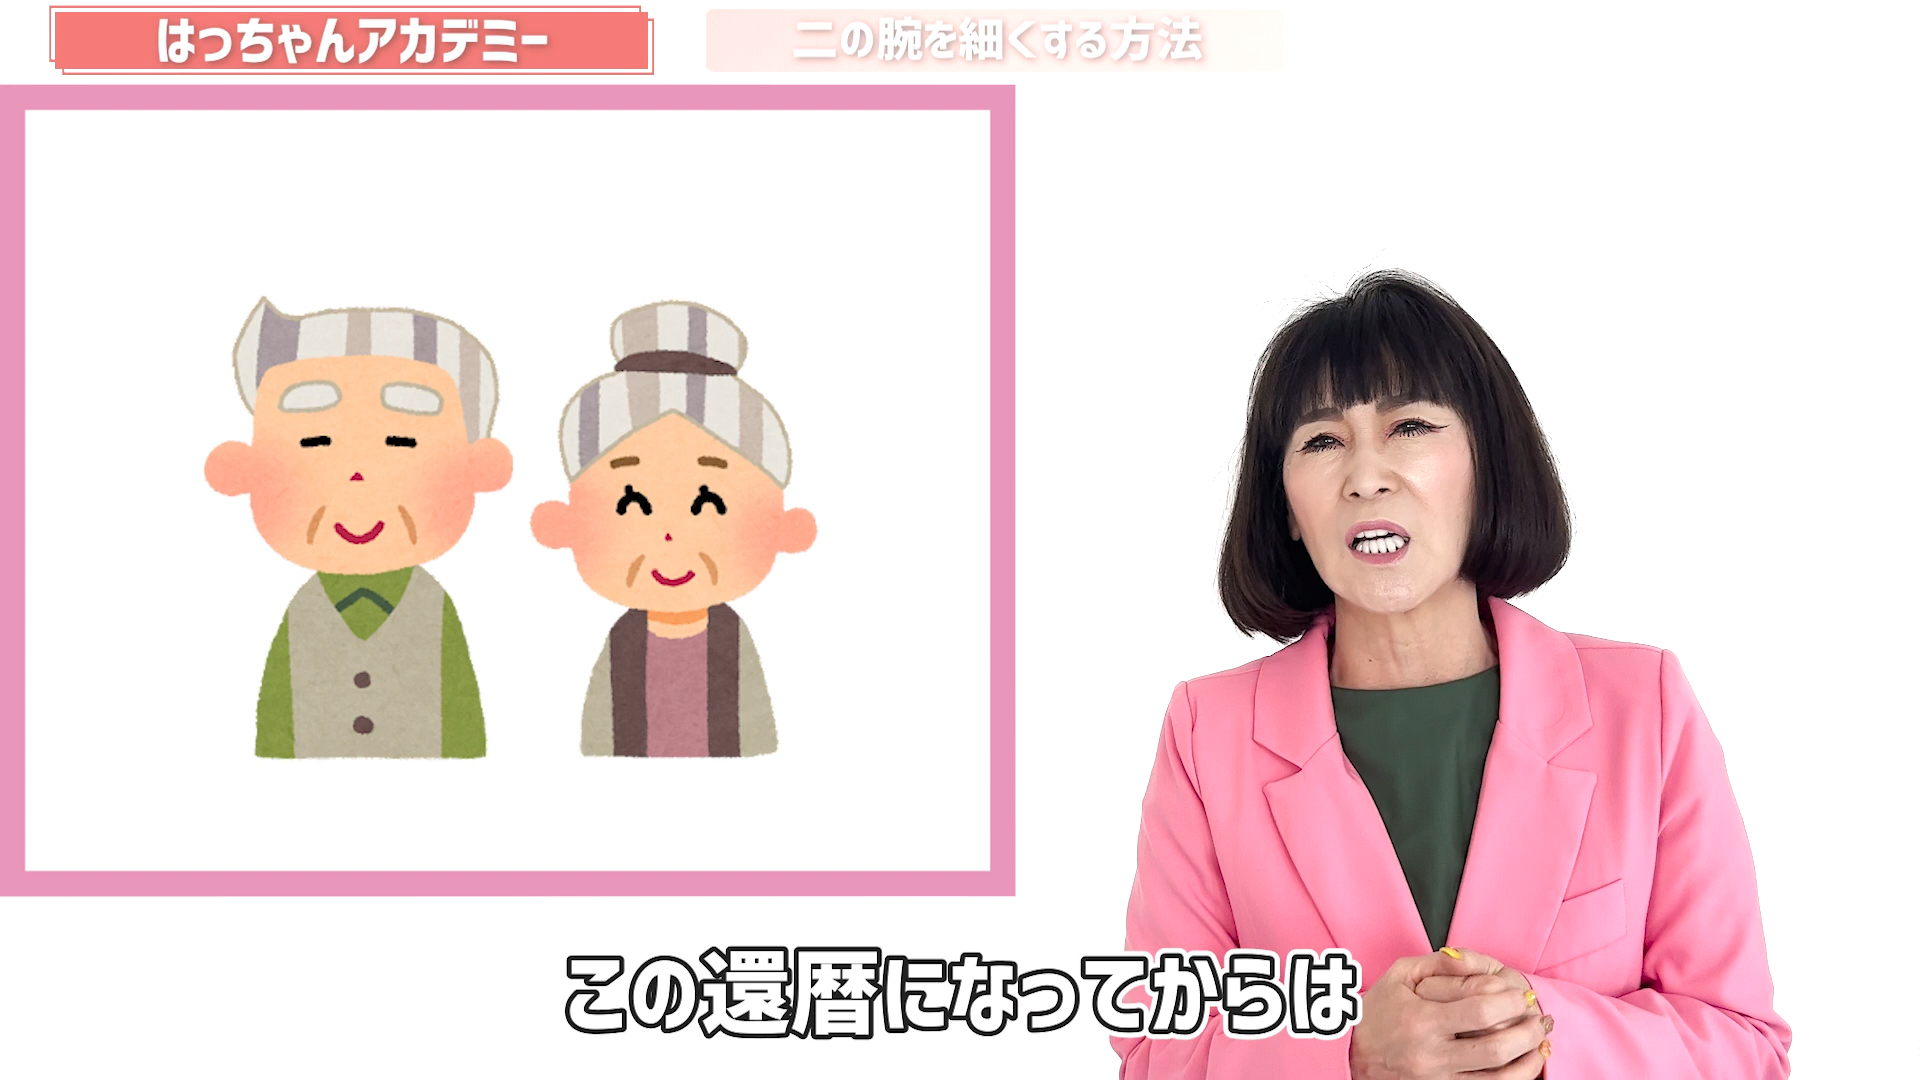 はっちゃんアカデミー
二の腕を細くする方法
この還暦になってからは